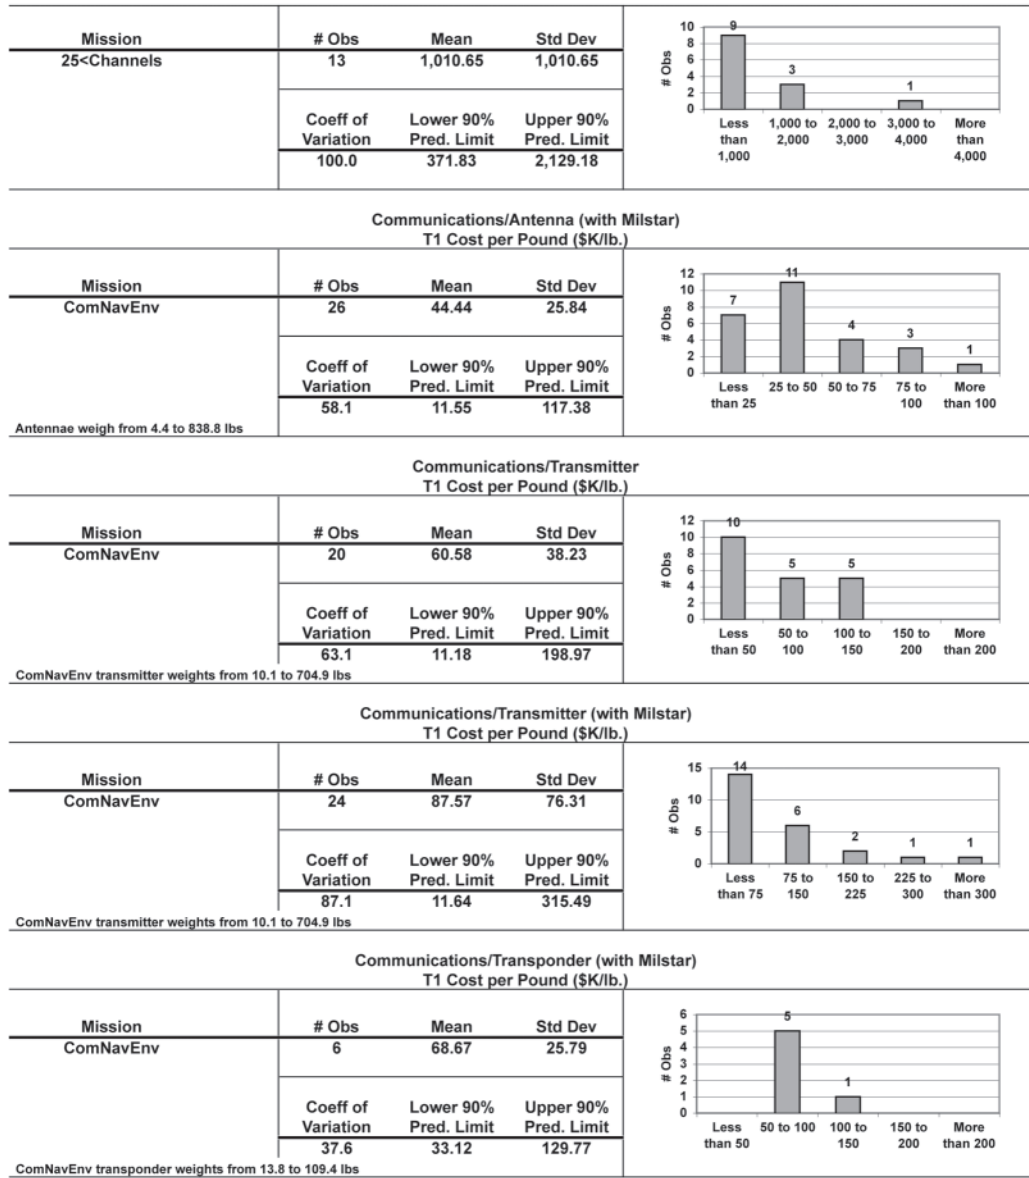 Mission # Obs Mean Std Dev
25<Channels 13 1,010.65 1,010.65
Coeff of Lower 90% Upper 90%
Variation Pred. Limit Pred. Limit
100.0 371.83 2,129.18
# Obs
10
8
6
4
2
0
9
3
1
Less 1,000 to 2,000 to 3,000 to More
than 2,000 3,000 4,000 than
1,000 4,000
Communications/Antenna (with Milstar)
T1 Cost per Pound ($K/lb.)
Mission # Obs Mean Std Dev
ComNavEnv 26 44.44 25.84
Coeff of Lower 90% Upper 90%
Variation Pred. Limit Pred. Limit
58.1 11.55 117.38
Antennae weigh from 4.4 to 838.8 lbs
# Obs
12
10
8
6
4
2
0
7
11
4
3
1
Less 25 to 50 50 to 75 75 to More
than 25 100 than 100
Communications/Transmitter
T1 Cost per Pound ($K/lb.)
Mission # Obs Mean Std Dev
ComNavEnv 20 60.58 38.23
Coeff of Lower 90% Upper 90%
Variation Pred. Limit Pred. Limit
63.1 11.18 198.97
ComNavEnv transmitter weights from 10.1 to 704.9 lbs
# Obs
12
10
8
6
4
2
0
10
5
5
Less 50 to 100 to 150 to More
than 50 100 150 200 than 200
Communications/Transmitter (with Milstar)
T1 Cost per Pound ($K/lb.)
Mission # Obs Mean Std Dev
ComNavEnv 24 87.57 76.31
Coeff of Lower 90% Upper 90%
Variation Pred. Limit Pred. Limit
87.1 11.64 315.49
ComNavEnv transmitter weights from 10.1 to 704.9 lbs
# Obs
15
10
5
0
14
6
2
1
1
Less 75 to 150 to 225 to More
than 75 150 225 300 than 300
Communications/Transponder (with Milstar)
T1 Cost per Pound ($K/lb.)
Mission # Obs Mean Std Dev
ComNavEnv 6 68.67 25.79
Coeff of Lower 90% Upper 90%
Variation Pred. Limit Pred. Limit
37.6 33.12 129.77
ComNavEnv transponder weights from 13.8 to 109.4 lbs
# Obs
6
5
4
3
2
1
0
5
1
Less 50 to 100 100 to 150 to More
than 50 150 200 than 200